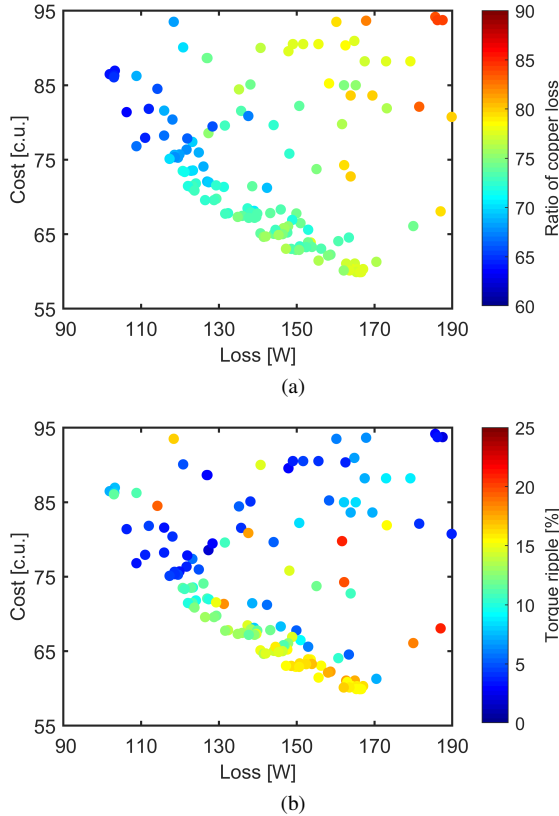 95
85
75
65
55
Cost [c.u.]
90 110 130 150 170 190
Loss [W]
90
85
80
75
70
65
60
Ratio of copper loss
(a)
95
85
75
65
55
Cost [c.u.]
90 110 130 150 170 190
Loss [W]
25
20
15
10
5
0
Torque ripple [%]
(b)